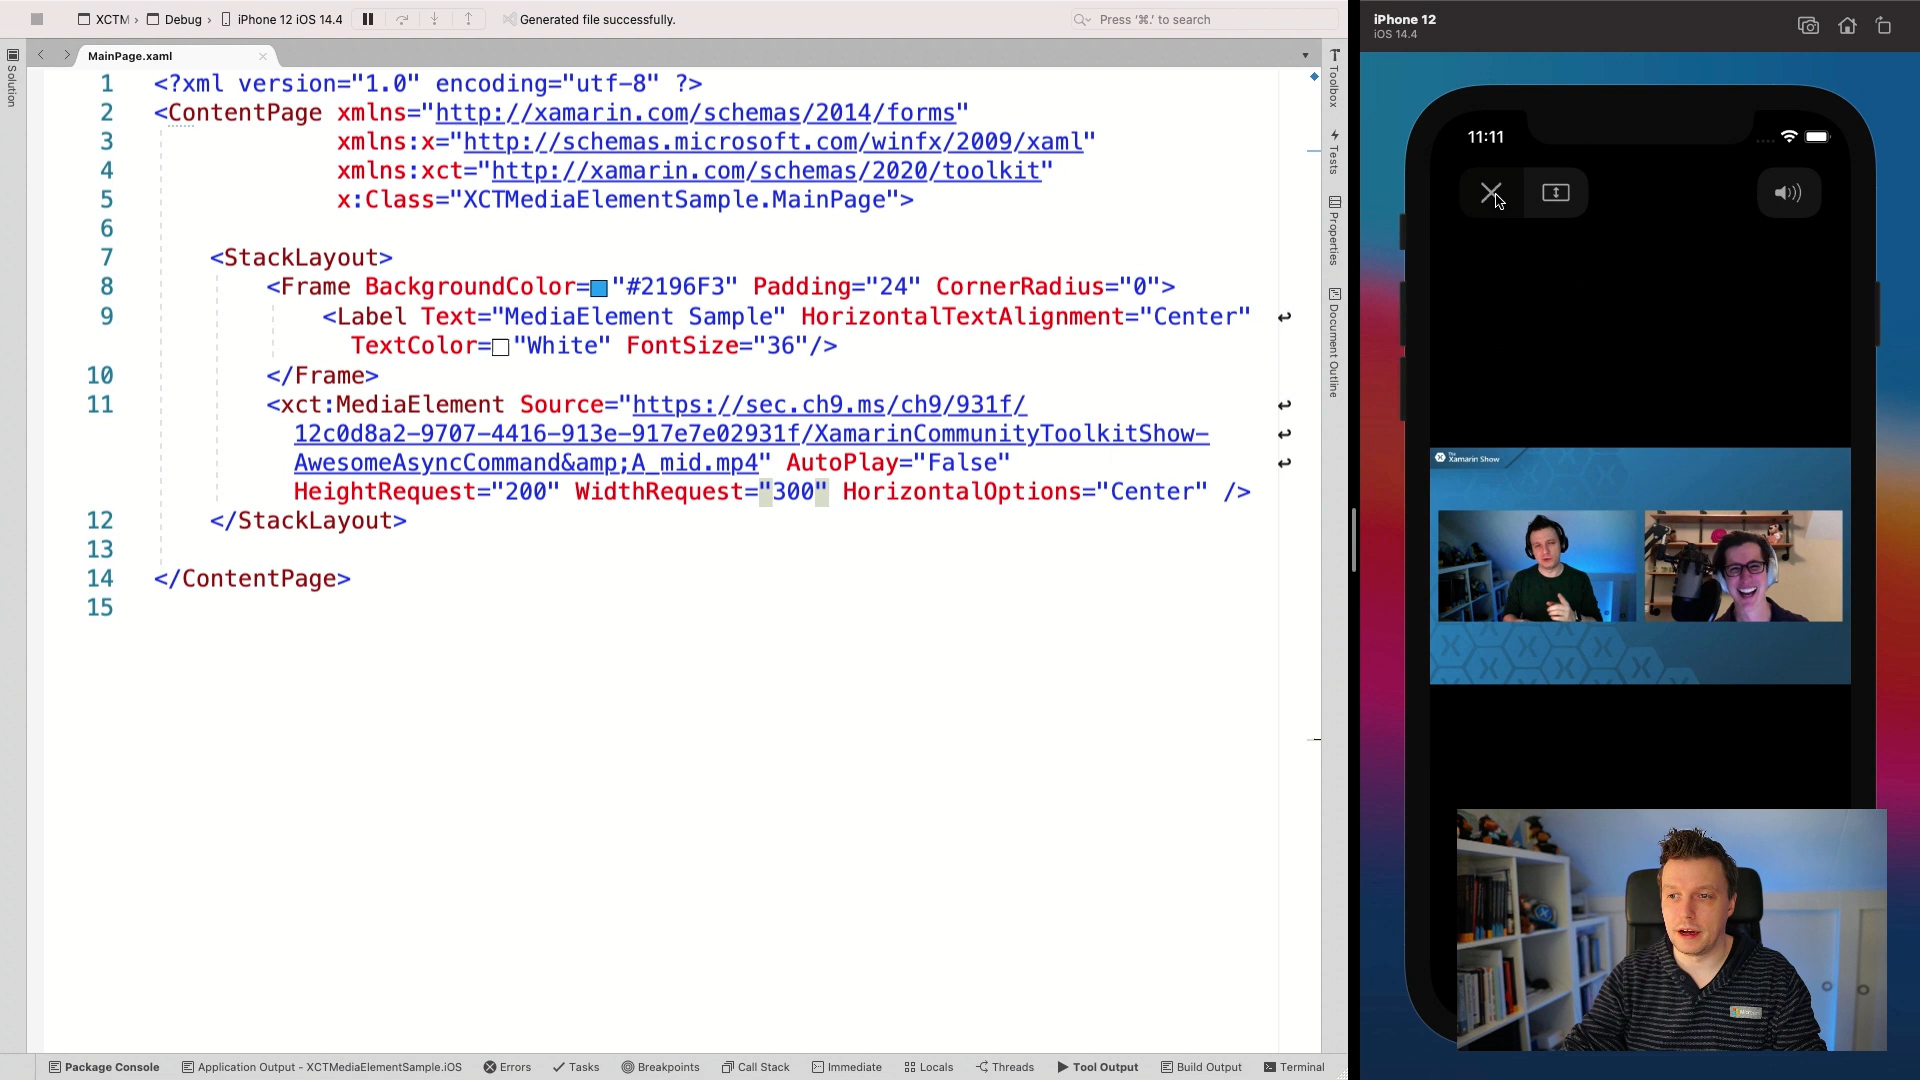 XCTM › Debug › iPhone 12 iOS 14.4
Generated file successfully.
Press '⌘.' to search
MainPage.xaml
Solution
1 <?xml version="1.0" encoding="utf-8" ?>
2 <ContentPage xmlns="http://xamarin.com/schemas/2014/forms"
3 xmlns:x="http://schemas.microsoft.com/winfx/2009/xaml"
4 xmlns:xct="http://xamarin.com/schemas/2020/toolkit"
5 x:Class="XCTMediaElementSample.MainPage">
6
7 <StackLayout>
8 <Frame BackgroundColor="#2196F3" Padding="24" CornerRadius="0">
9 <Label Text="MediaElement Sample" HorizontalTextAlignment="Center"
TextColor="White" FontSize="36"/>
10 </Frame>
11 <xct:MediaElement Source="https://sec.ch9.ms/ch9/931f/
12c0d8a2-9707-4416-913e-917e7e02931f/XamarinCommunityToolkitShow-
AwesomeAsyncCommand&amp;A_mid.mp4" AutoPlay="False"
HeightRequest="200" WidthRequest="300" HorizontalOptions="Center" />
12 </StackLayout>
13
14 </ContentPage>
15
Toolbox
Tests
Properties
Document Outline
Package Console
Application Output - XCTMediaElementSample.iOS
Errors
Tasks
Breakpoints
Call Stack
Immediate
Locals
Threads
Tool Output
Build Output
Terminal
iPhone 12
iOS 14.4
11:11
The
Xamarin Show